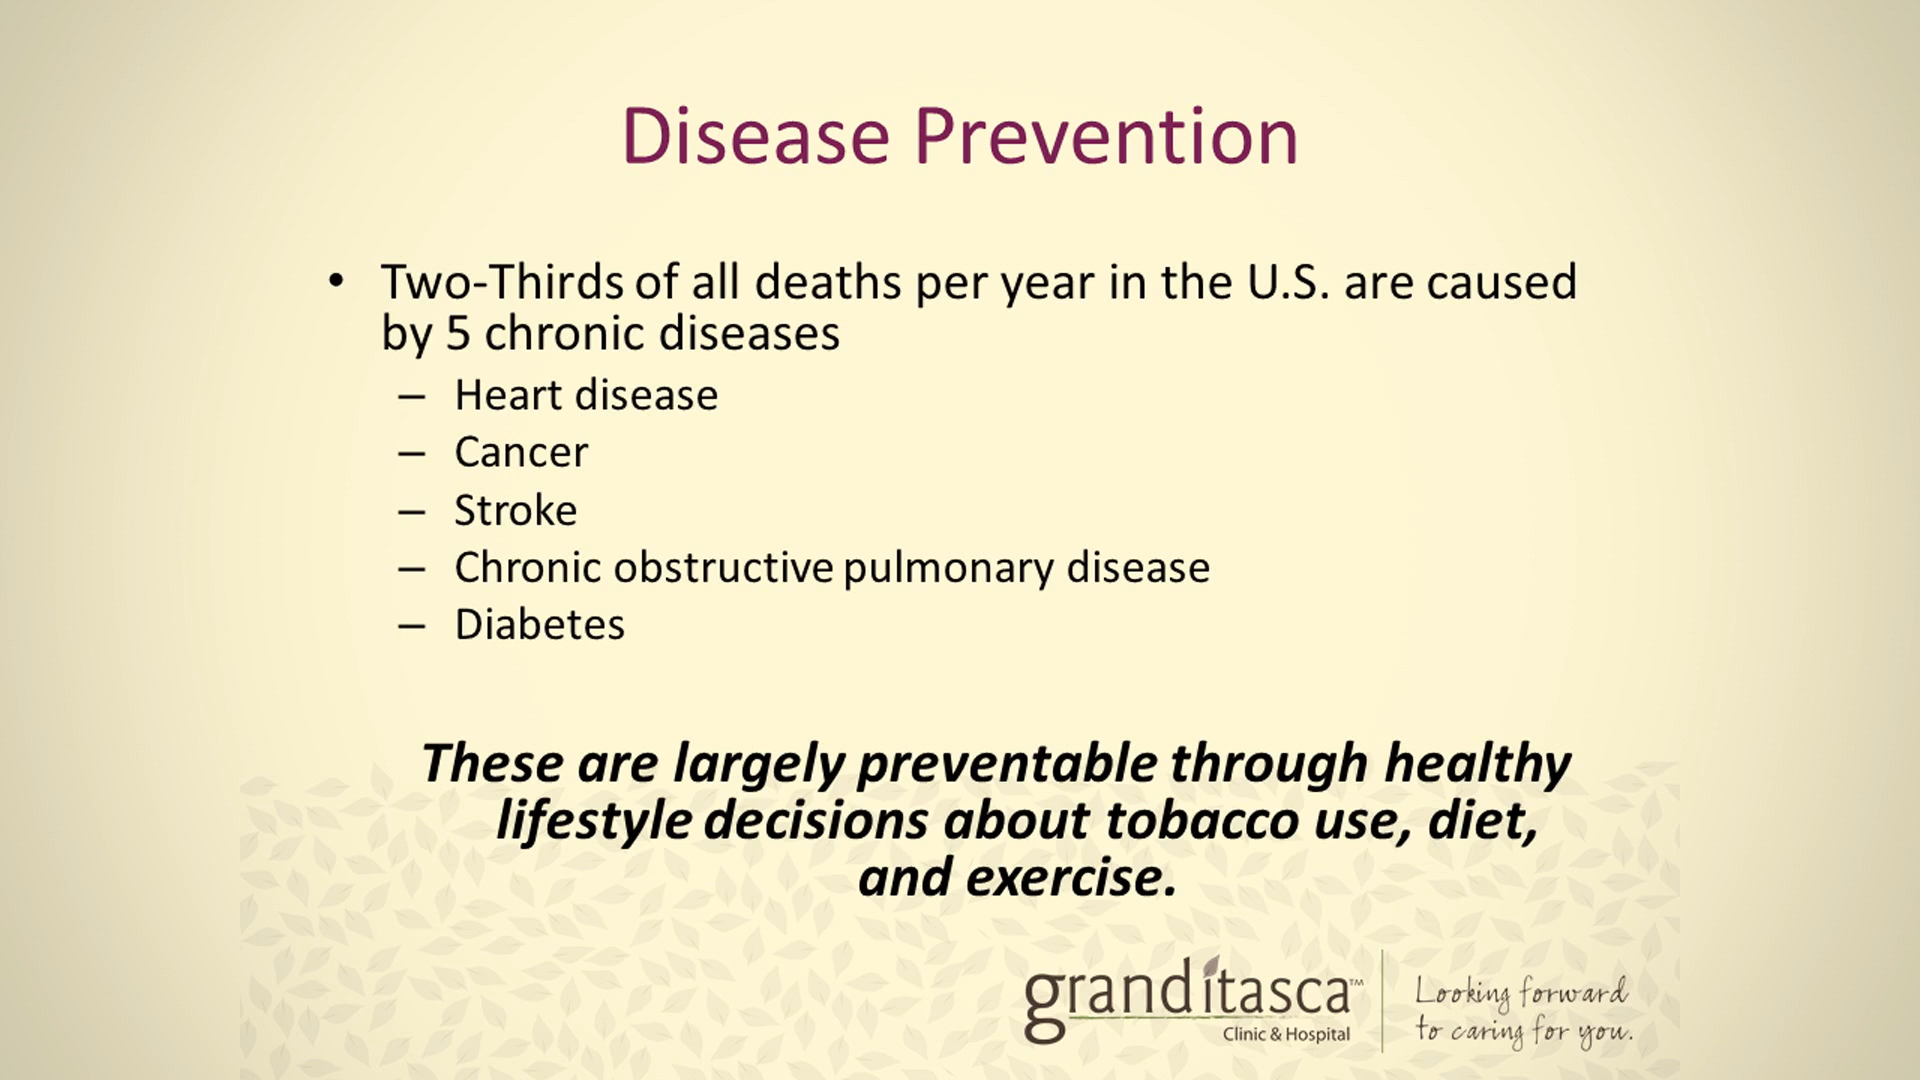 Disease Prevention
• Two-Thirds of all deaths per year in the U.S. are caused
by 5 chronic diseases
– Heart disease
– Cancer
– Stroke
– Chronic obstructive pulmonary disease
– Diabetes
These are largely preventable through healthy
lifestyle decisions about tobacco use, diet,
and exercise.
grand itasca™
Clinic & Hospital
Looking forward
to caring for you.